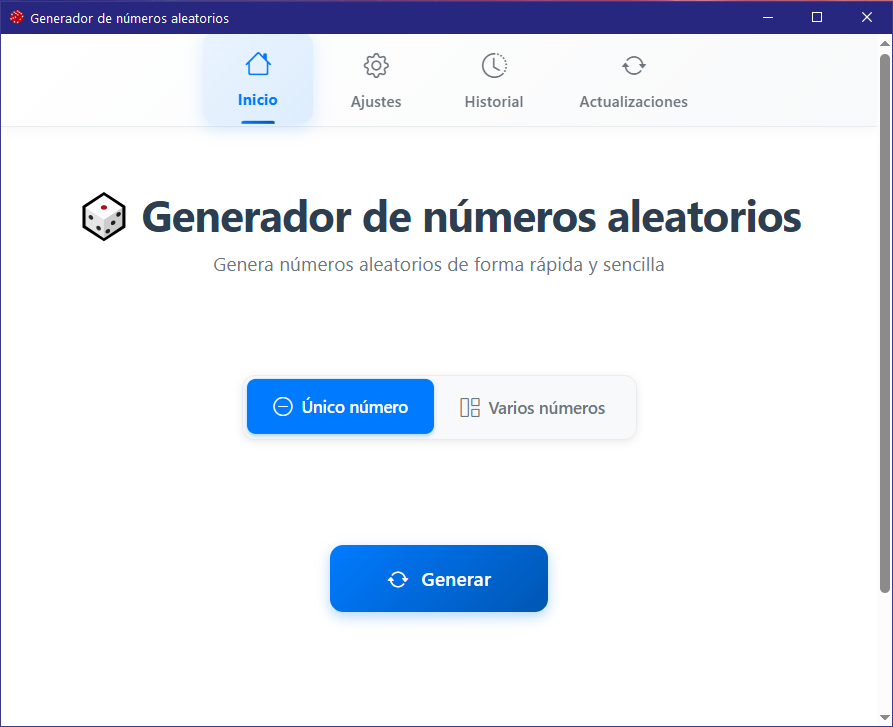 Generador de números aleatorios
Inicio
Ajustes
Historial
Actualizaciones
Generador de números aleatorios
Genera números aleatorios de forma rápida y sencilla
Único número
Varios números
Generar